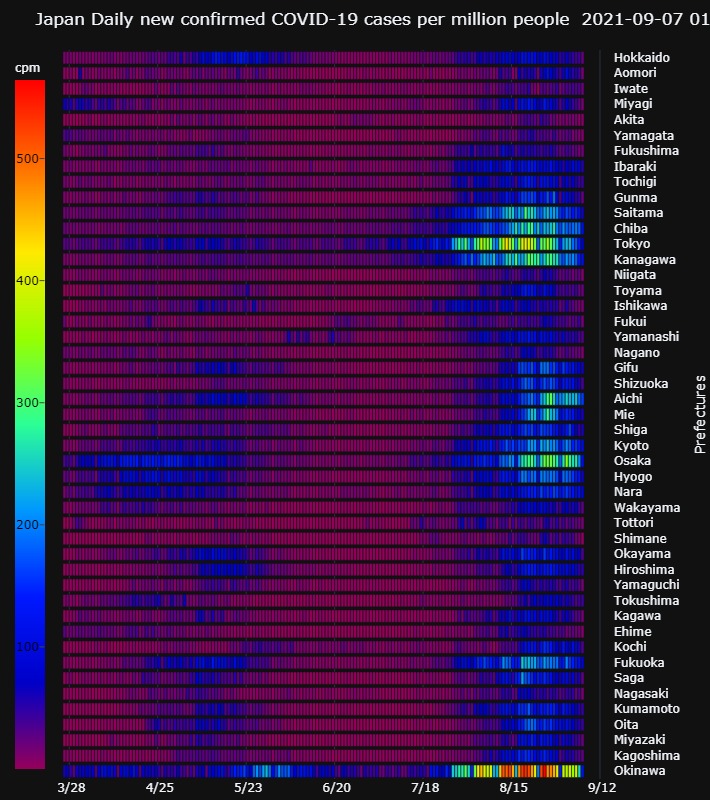 Japan Daily new confirmed COVID-19 cases per million people 2021-09-07 01
cpm
500
400
300
200
100
Hokkaido
Aomori
Iwate
Miyagi
Akita
Yamagata
Fukushima
Ibaraki
Tochigi
Gunma
Saitama
Chiba
Tokyo
Kanagawa
Niigata
Toyama
Ishikawa
Fukui
Yamanashi
Nagano
Gifu
Shizuoka
Aichi
Mie
Shiga
Kyoto
Osaka
Hyogo
Nara
Wakayama
Tottori
Shimane
Okayama
Hiroshima
Yamaguchi
Tokushima
Kagawa
Ehime
Kochi
Fukuoka
Saga
Nagasaki
Kumamoto
Oita
Miyazaki
Kagoshima
Okinawa
Prefectures
3/28 4/25 5/23 6/20 7/18 8/15 9/12